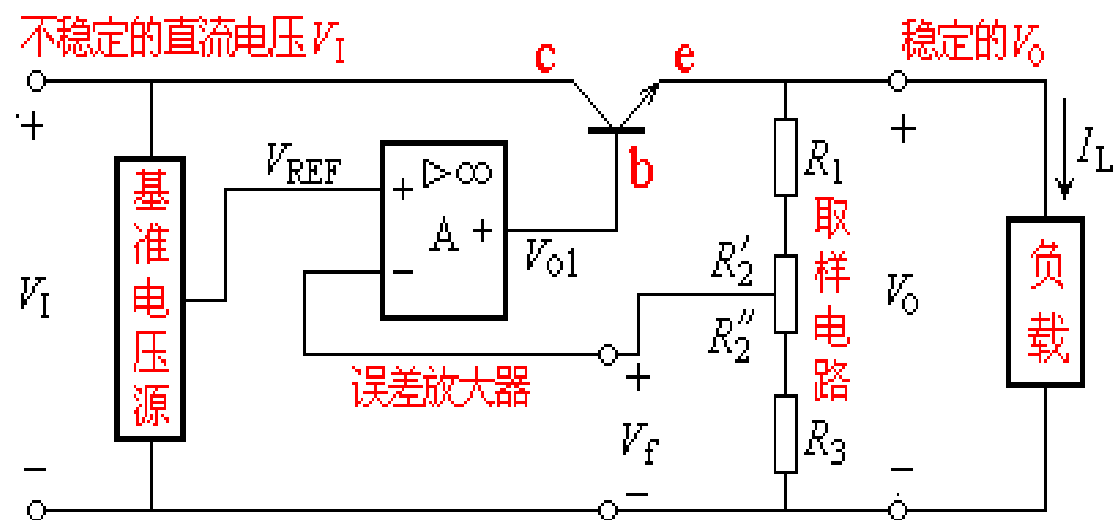 不稳定的直流电压V_I
c
e
稳定的V_o
+
+
I_L
V_REF
▷∞
b
R_1
+
A
+
V_o1
−
基准电压源
取样电路
V_I
R_2′
R_2″
V_o
负载
误差放大器
+
V_f
R_3
−
−
−